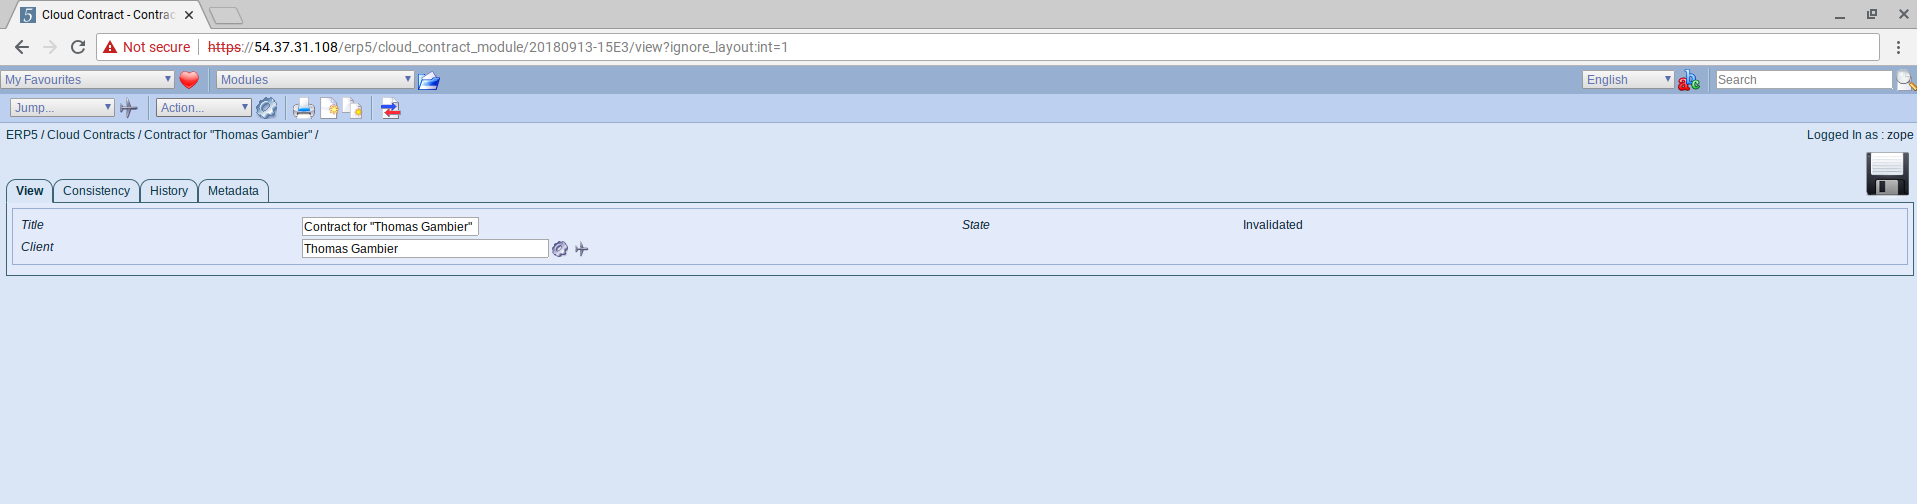 Cloud Contract - Contrac
Not secure https://54.37.31.108/erp5/cloud_contract_module/20180913-15E3/view?ignore_layout:int=1
My Favourites Modules English Search
Jump... Action...
ERP5 / Cloud Contracts / Contract for "Thomas Gambier" / Logged In as : zope
View Consistency History Metadata
Title Contract for "Thomas Gambier" State Invalidated
Client Thomas Gambier